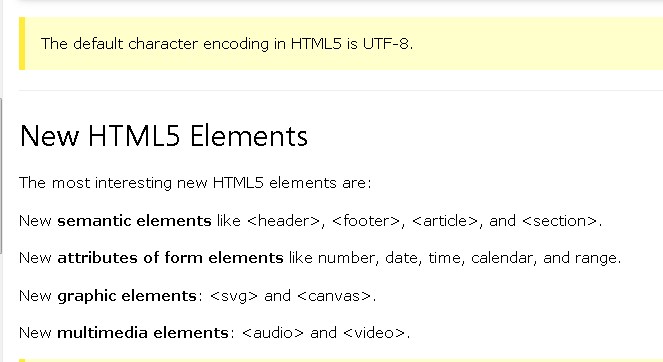 The default character encoding in HTML5 is UTF-8.
New HTML5 Elements
The most interesting new HTML5 elements are:
New semantic elements like <header>, <footer>, <article>, and <section>.
New attributes of form elements like number, date, time, calendar, and range.
New graphic elements: <svg> and <canvas>.
New multimedia elements: <audio> and <video>.